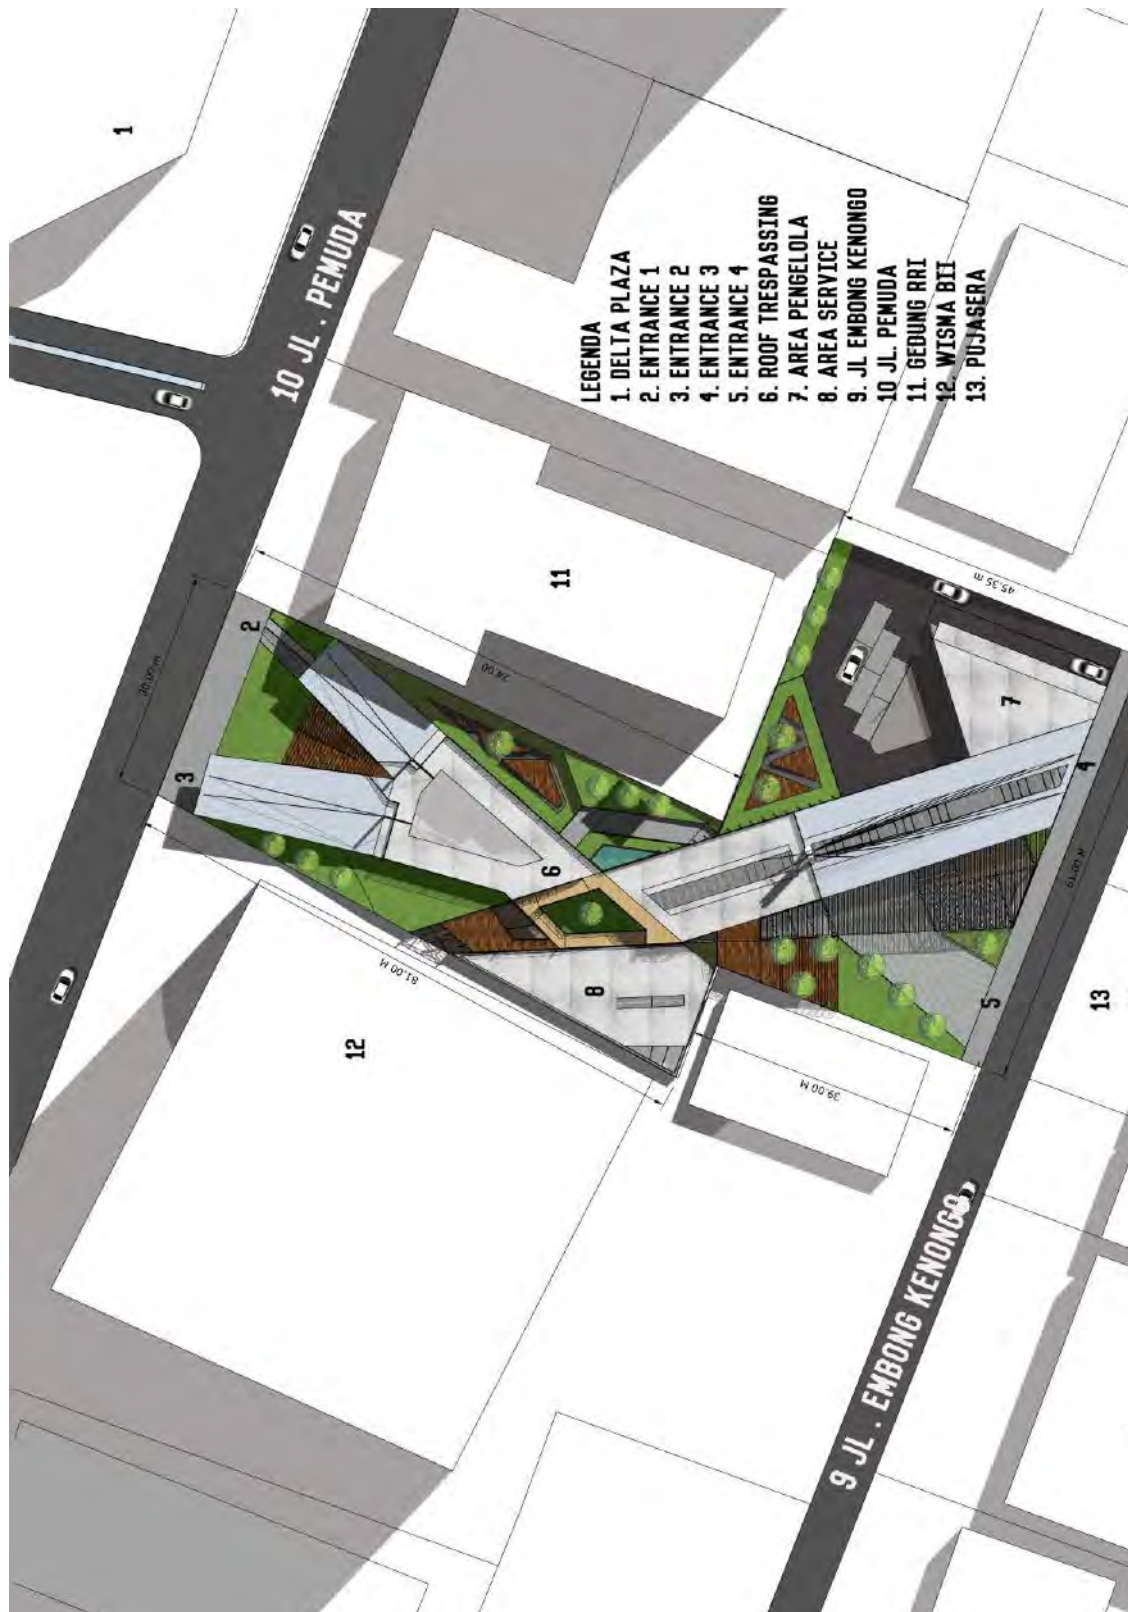 1
10 JL . PEMUDA
LEGENDA
1. DELTA PLAZA
2. ENTRANCE 1
3. ENTRANCE 2
4. ENTRANCE 3
5. ENTRANCE 4
6. ROOF TRESPASSING
7. AREA PENGELOLA
8. AREA SERVICE
9. JL EMBONG KENONGO
10 JL. PEMUDA
11. GEDUNG RRI
12. WISMA BII
13. PUJASERA
11
45.35 m
2
3
7
4
6
81.00 M
8
5
12
39.00 M
13
9 JL . EMBONG KENONGO